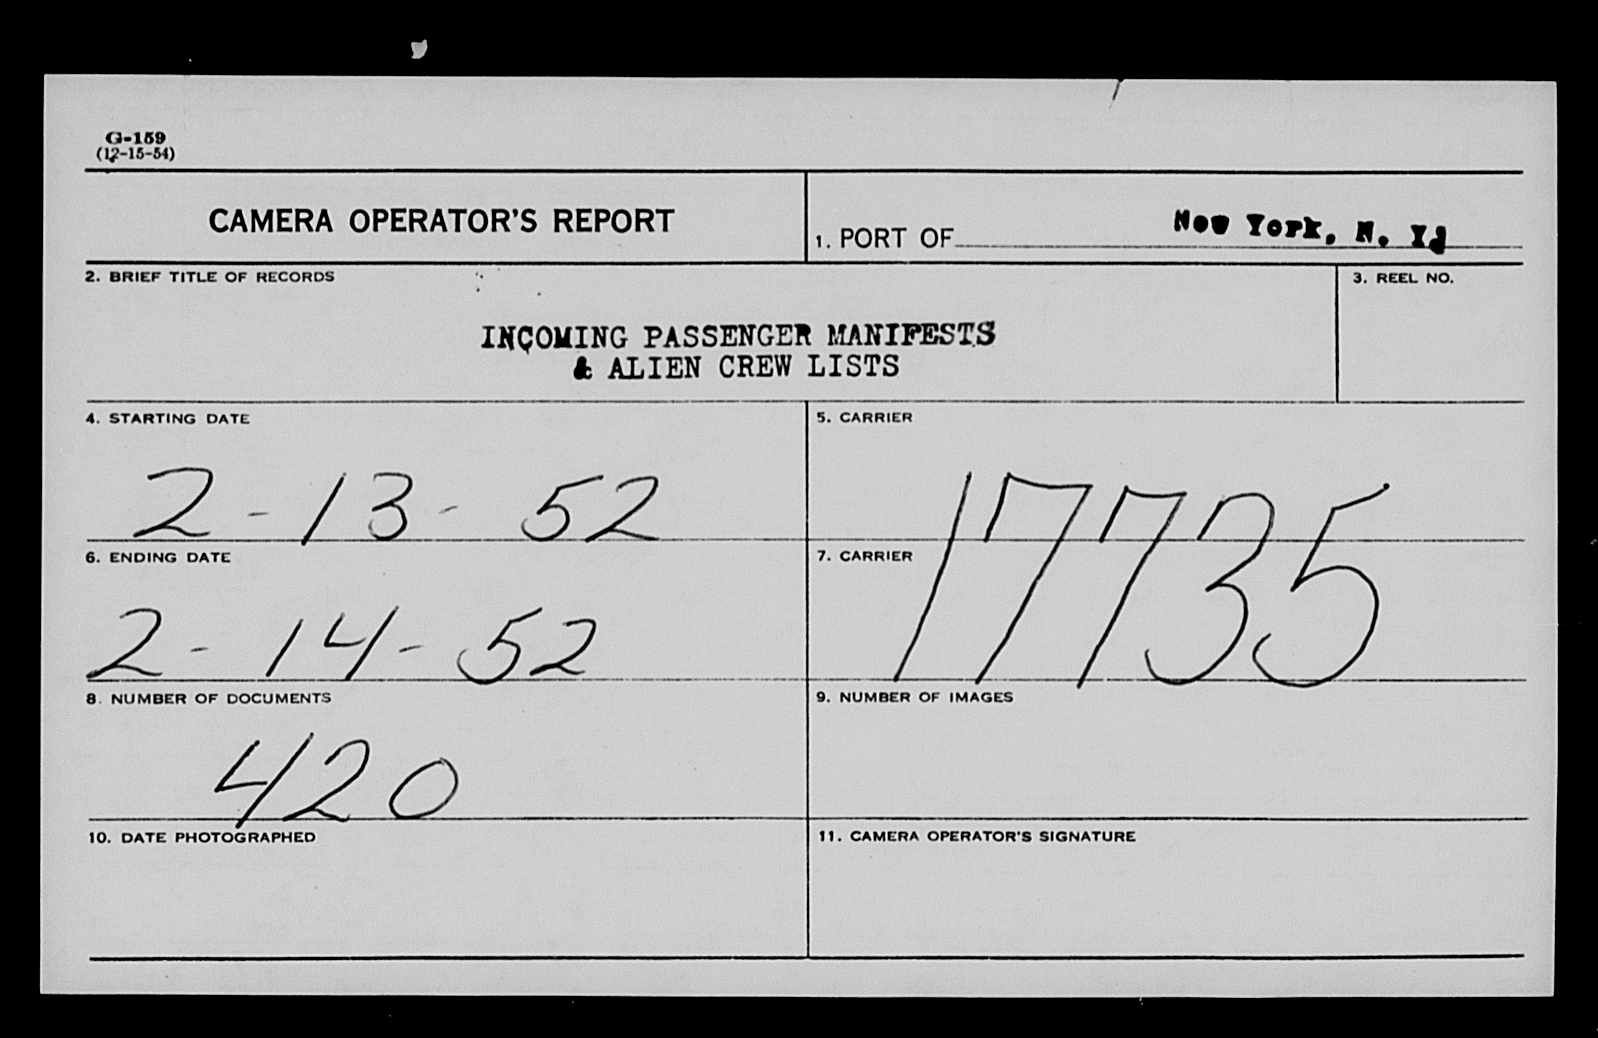 G-159
(12-15-54)
CAMERA OPERATOR'S REPORT
1. PORT OF New York, N. Y.
2. BRIEF TITLE OF RECORDS
3. REEL NO.
INCOMING PASSENGER MANIFESTS
& ALIEN CREW LISTS
4. STARTING DATE
2-13-52
5. CARRIER
17735
6. ENDING DATE
2-14-52
7. CARRIER
8. NUMBER OF DOCUMENTS
420
9. NUMBER OF IMAGES
10. DATE PHOTOGRAPHED
11. CAMERA OPERATOR'S SIGNATURE